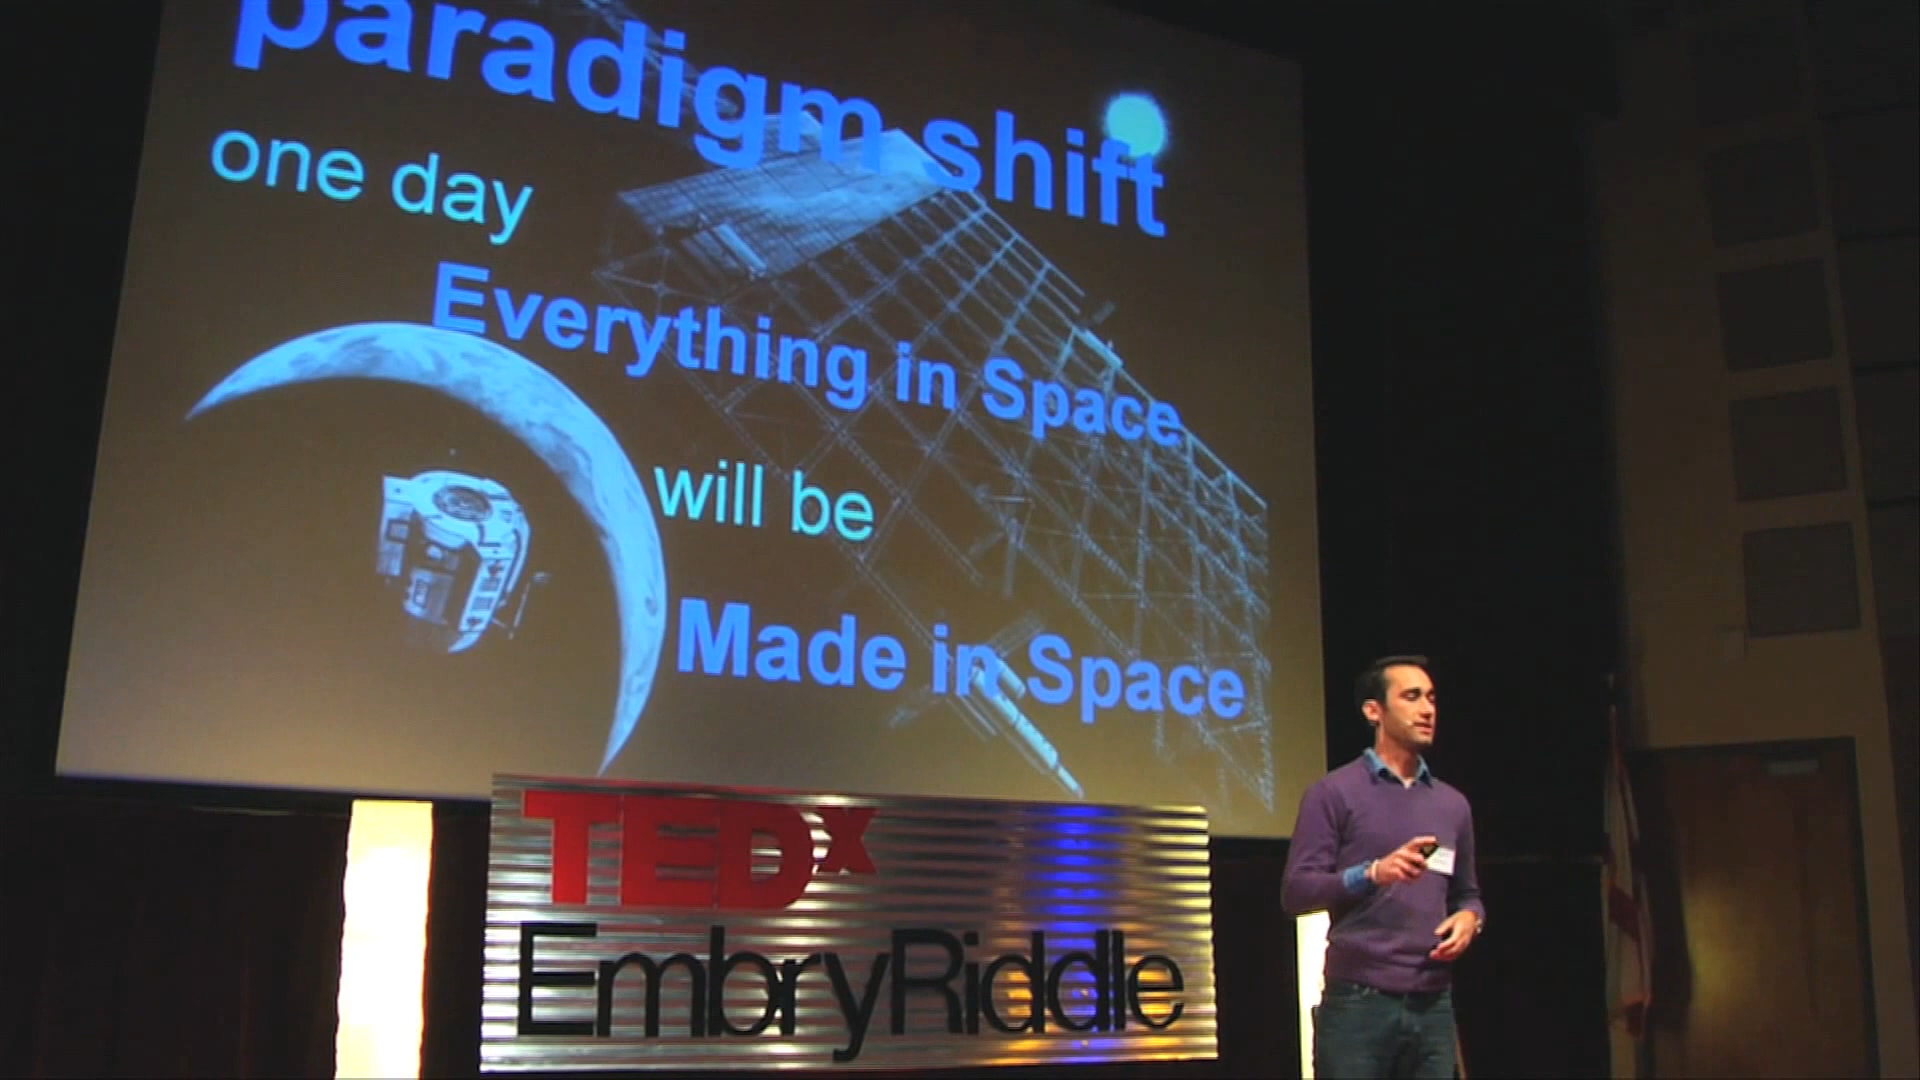 paradigm shift
one day
Everything in Space
will be
Made in Space
TEDx
EmbryRiddle